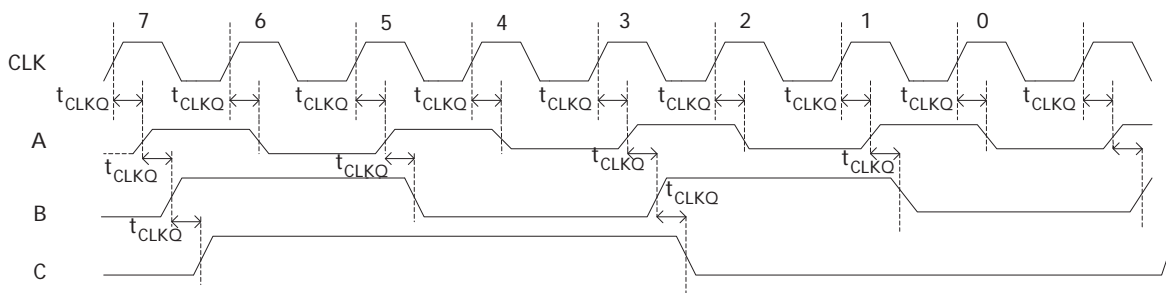 7 6 5 4 3 2 1 0
CLK
tCLKQ tCLKQ tCLKQ tCLKQ tCLKQ tCLKQ tCLKQ tCLKQ tCLKQ
A
tCLKQ tCLKQ tCLKQ tCLKQ
tCLKQ
B
tCLKQ
C